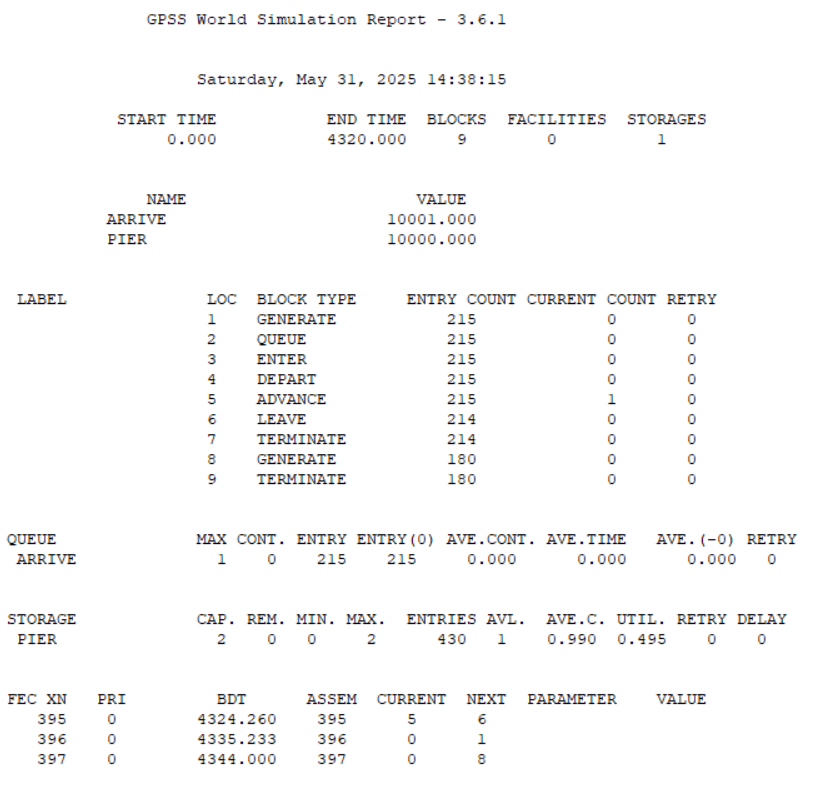 GPSS World Simulation Report - 3.6.1
Saturday, May 31, 2025 14:38:15
START TIME END TIME BLOCKS FACILITIES STORAGES
0.000 4320.000 9 0 1
NAME VALUE
ARRIVE 10001.000
PIER 10000.000
LABEL LOC BLOCK TYPE ENTRY COUNT CURRENT COUNT RETRY
1 GENERATE 215 0 0
2 QUEUE 215 0 0
3 ENTER 215 0 0
4 DEPART 215 0 0
5 ADVANCE 215 1 0
6 LEAVE 214 0 0
7 TERMINATE 214 0 0
8 GENERATE 180 0 0
9 TERMINATE 180 0 0
QUEUE MAX CONT. ENTRY ENTRY(0) AVE.CONT. AVE.TIME AVE.(-0) RETRY
ARRIVE 1 0 215 215 0.000 0.000 0.000 0
STORAGE CAP. REM. MIN. MAX. ENTRIES AVL. AVE.C. UTIL. RETRY DELAY
PIER 2 0 0 2 430 1 0.990 0.495 0 0
FEC XN PRI BDT ASSEM CURRENT NEXT PARAMETER VALUE
395 0 4324.260 395 5 6
396 0 4335.233 396 0 1
397 0 4344.000 397 0 8